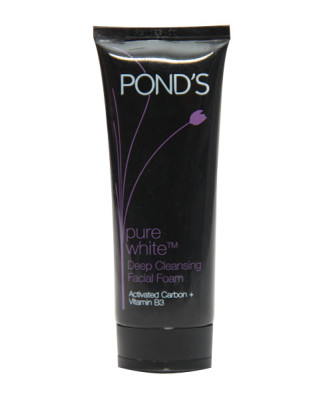 POND'S
pure
white™
Deep Cleansing
Facial Foam
Activated Carbon +
Vitamin B3